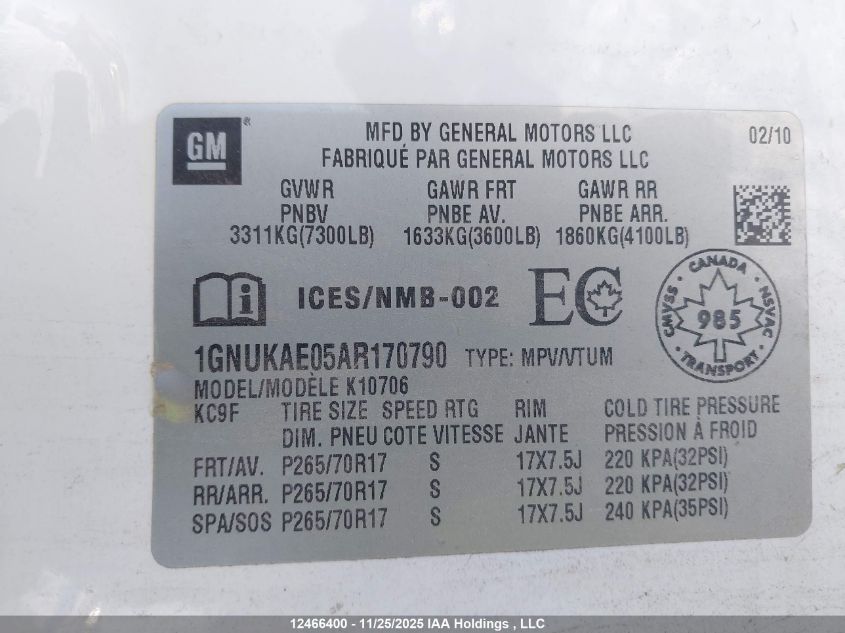 GM ®
MFD BY GENERAL MOTORS LLC 02/10
FABRIQUÉ PAR GENERAL MOTORS LLC
GVWR GAWR FRT GAWR RR
PNBV PNBE AV. PNBE ARR.
3311KG(7300LB) 1633KG(3600LB) 1860KG(4100LB)
i ICES/NMB-002 EC
CANADA
CMVSS 985 NSVAC
TRANSPORT
1GNUKAE05AR170790 TYPE: MPV/VTUM
MODEL/MODÈLE K10706
KC9F TIRE SIZE SPEED RTG RIM COLD TIRE PRESSURE
DIM. PNEU COTE VITESSE JANTE PRESSION À FROID
FRT/AV. P265/70R17 S 17X7.5J 220 KPA(32PSI)
RR/ARR. P265/70R17 S 17X7.5J 220 KPA(32PSI)
SPA/SOS P265/70R17 S 17X7.5J 240 KPA(35PSI)
12466400 - 11/25/2025 IAA Holdings , LLC